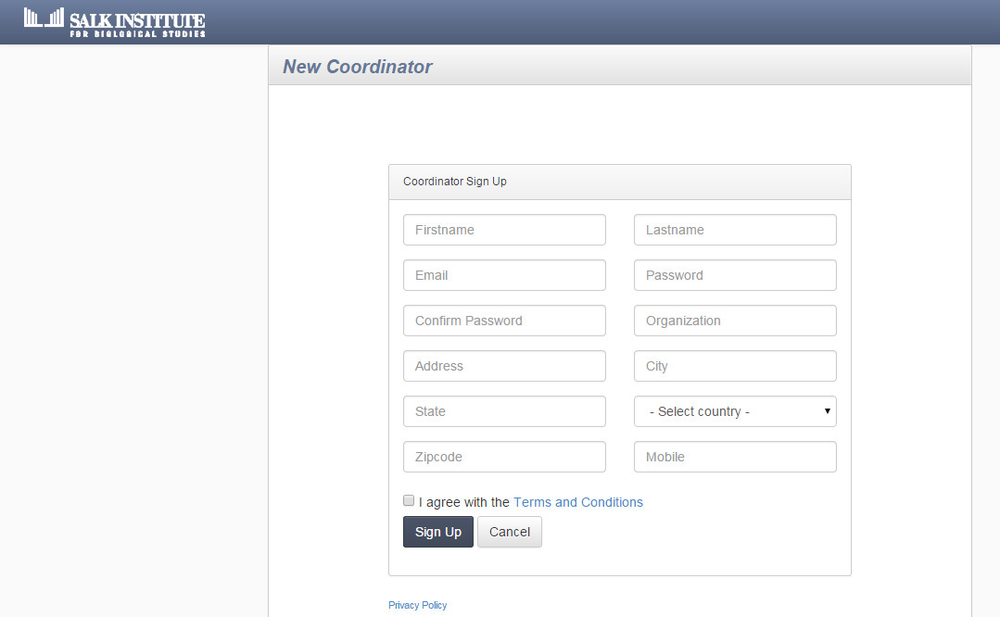 SALK INSTITUTE
FOR BIOLOGICAL STUDIES
New Coordinator
Coordinator Sign Up
Firstname Lastname
Email Password
Confirm Password Organization
Address City
State - Select country -
Zipcode Mobile
I agree with the Terms and Conditions
Sign Up Cancel
Privacy Policy